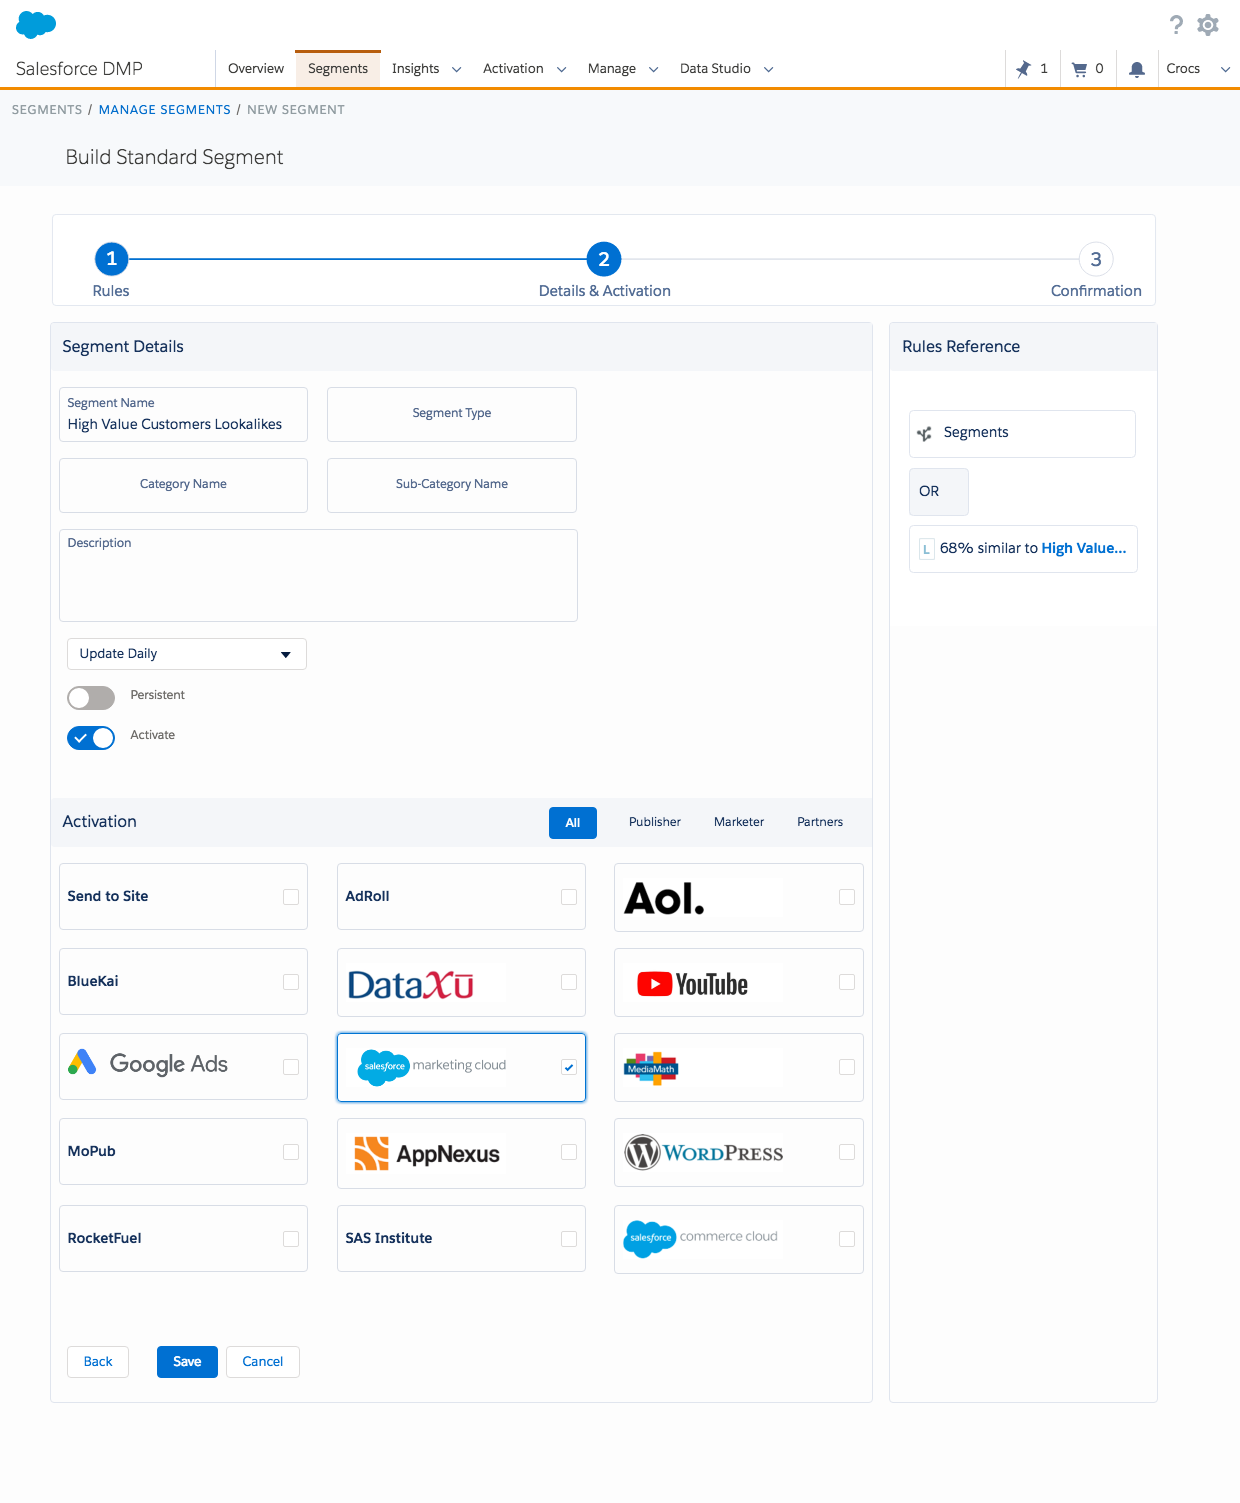 ?
Salesforce DMP
Overview Segments Insights Activation Manage Data Studio 1 0 Crocs
SEGMENTS / MANAGE SEGMENTS / NEW SEGMENT
Build Standard Segment
1 2 3
Rules Details & Activation Confirmation
Segment Details
Rules Reference
Segment Name
High Value Customers Lookalikes
Segment Type
Category Name
Sub-Category Name
Description
Update Daily
Persistent
Activate
Segments
OR
L 68% similar to High Value...
Activation All Publisher Marketer Partners
Send to Site AdRoll Aol.
BlueKai DataXu YouTube
Google Ads salesforce marketing cloud MediaMath
MoPub AppNexus W WORDPRESS
RocketFuel SAS Institute salesforce commerce cloud
Back Save Cancel